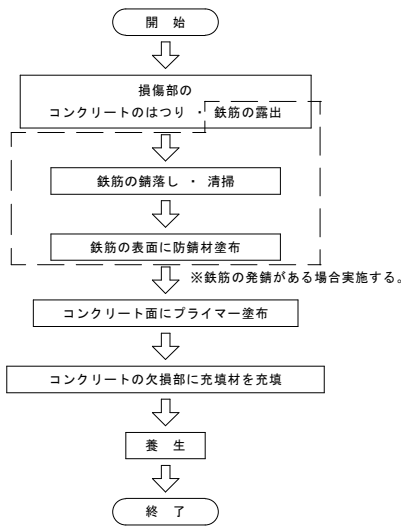 開　始
損傷部の
コンクリートのはつり ・ 鉄筋の露出
鉄筋の錆落し ・ 清掃
鉄筋の表面に防錆材塗布
※鉄筋の発錆がある場合実施する。
コンクリート面にプライマー塗布
コンクリートの欠損部に充填材を充填
養　生
終　了